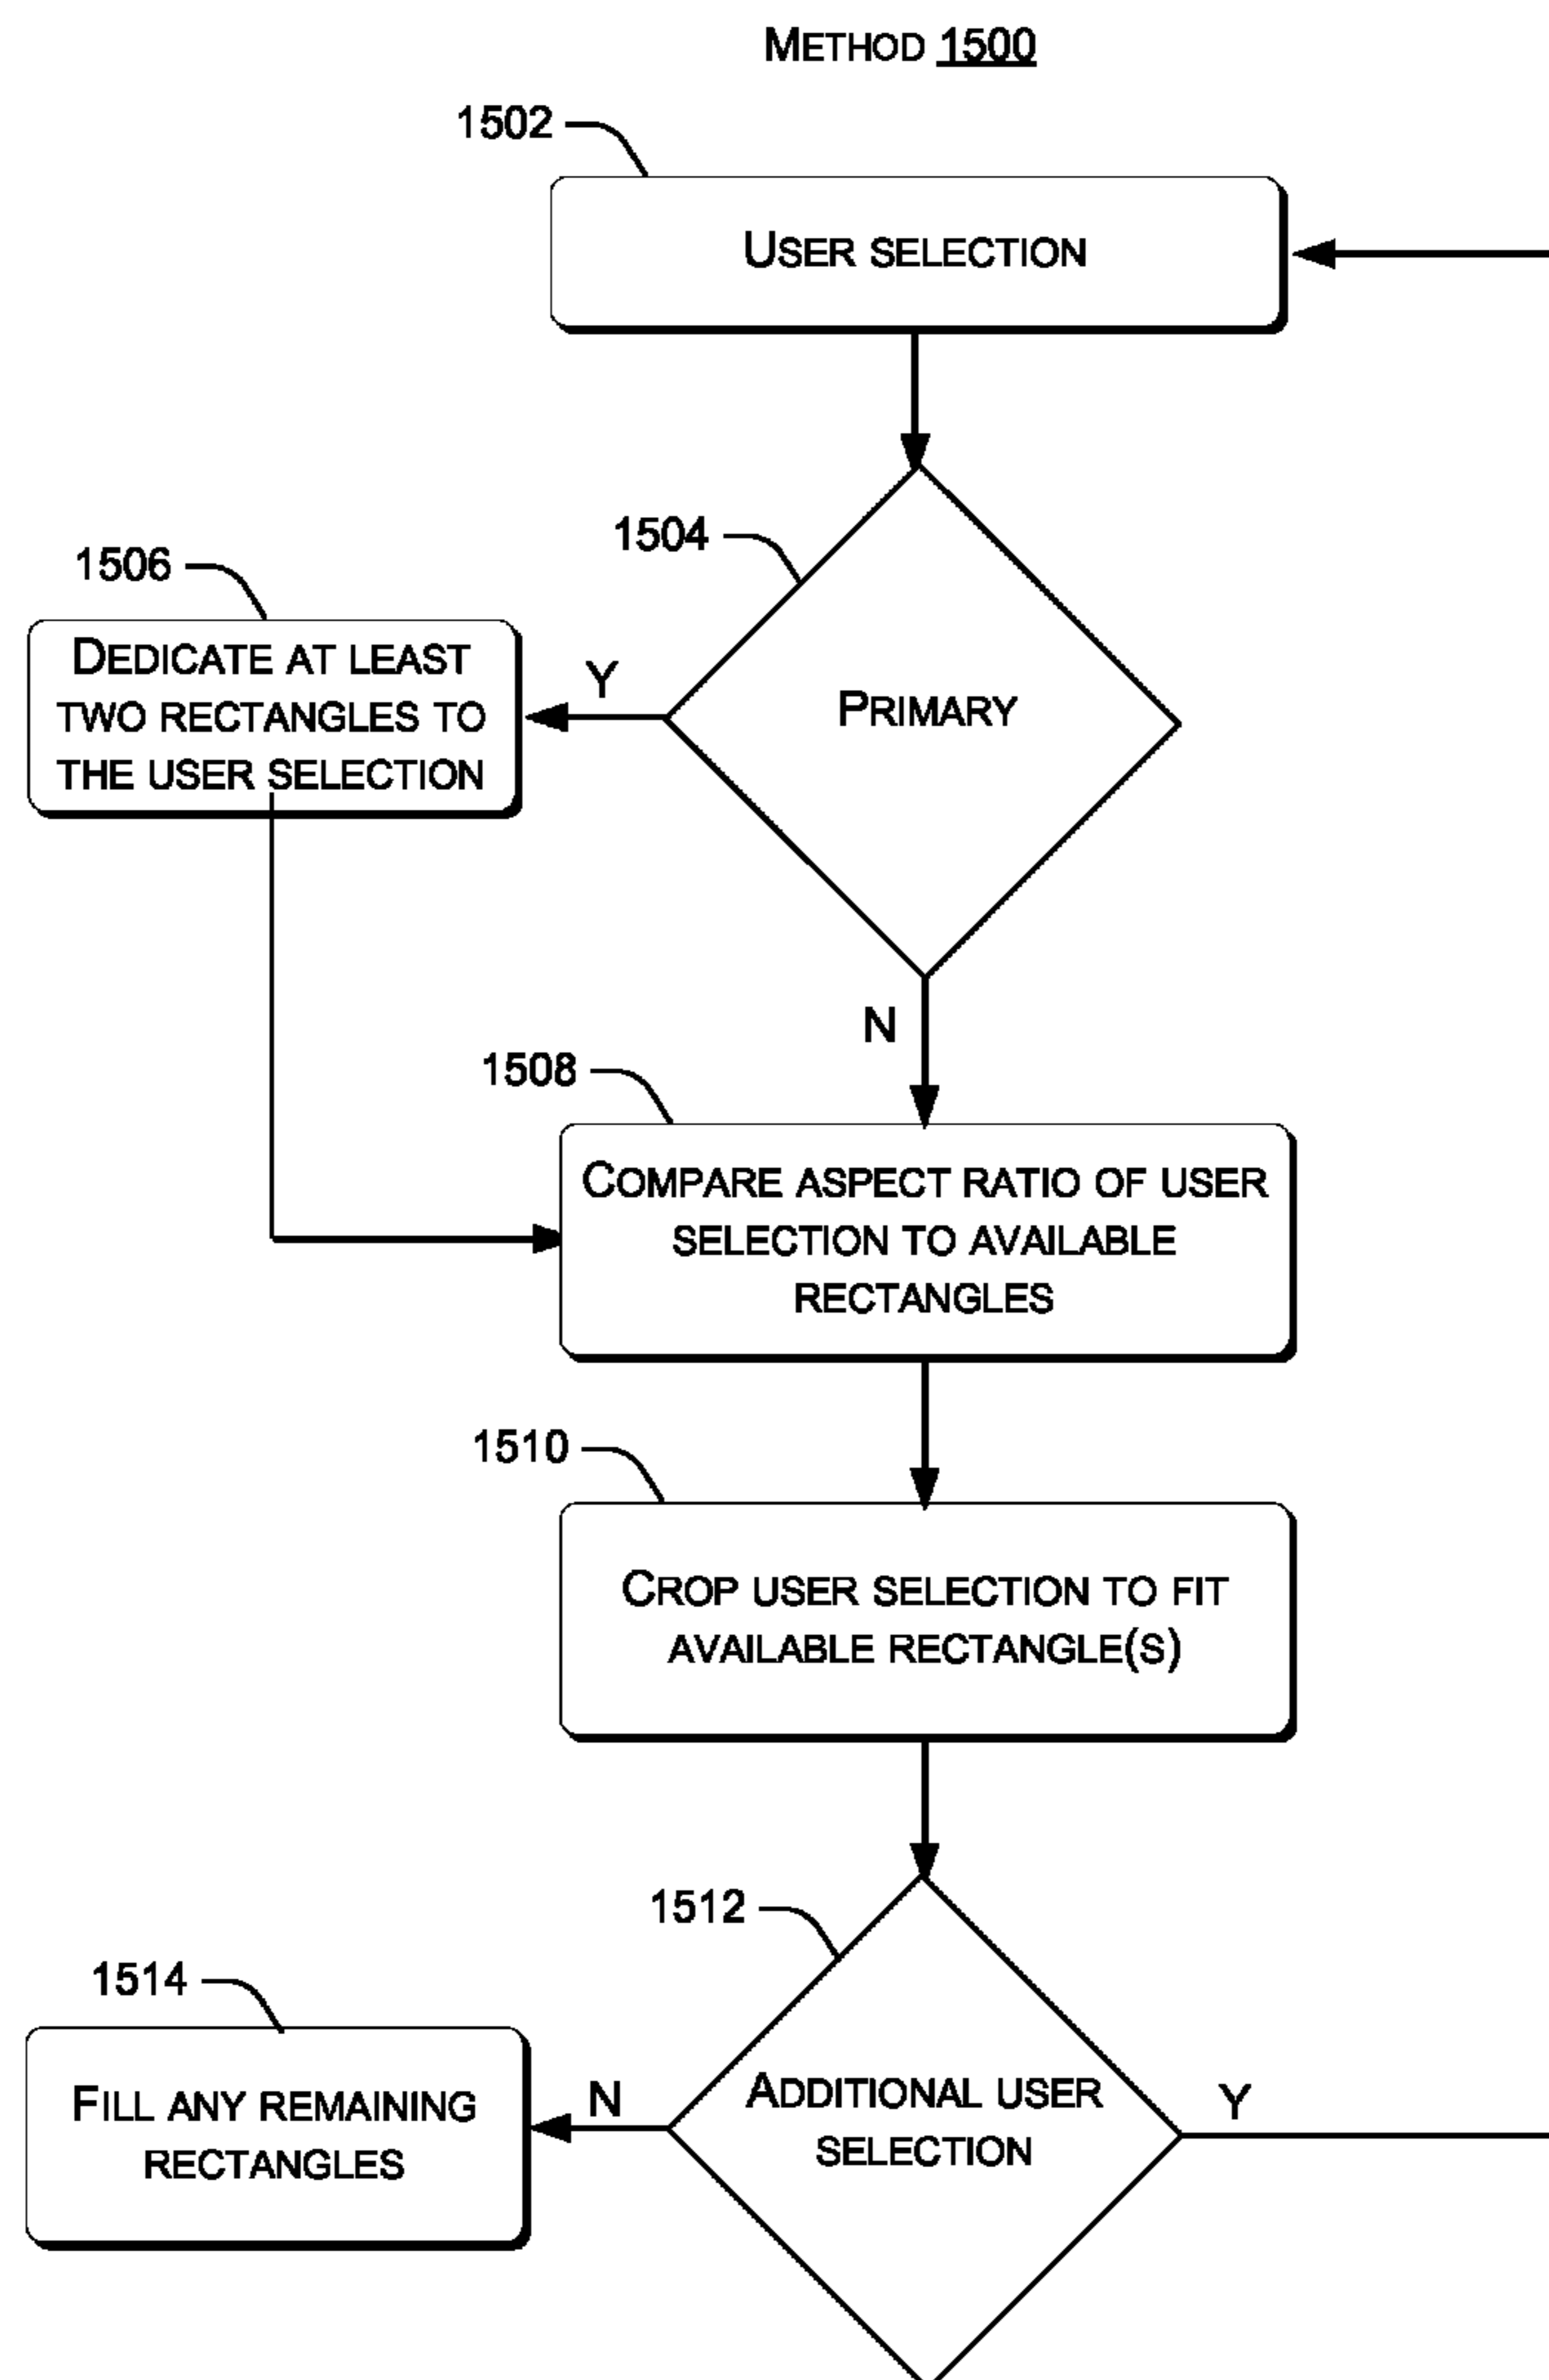 METHOD 1500
1502
USER SELECTION
1504
1506
DEDICATE AT LEAST
TWO RECTANGLES TO
THE USER SELECTION
Y
PRIMARY
N
1508
COMPARE ASPECT RATIO OF USER
SELECTION TO AVAILABLE
RECTANGLES
1510
CROP USER SELECTION TO FIT
AVAILABLE RECTANGLE(S)
1512
1514
FILL ANY REMAINING
RECTANGLES
N
ADDITIONAL USER
SELECTION
Y